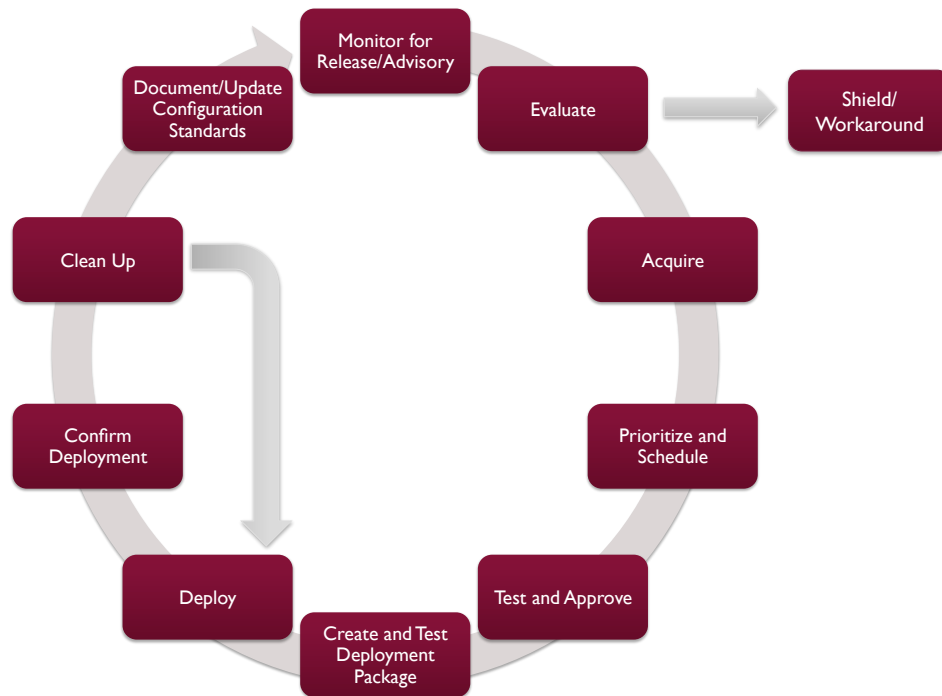 Monitor for
Release/Advisory
Evaluate
Shield/
Workaround
Acquire
Prioritize and
Schedule
Test and Approve
Create and Test
Deployment
Package
Deploy
Confirm
Deployment
Clean Up
Document/Update
Configuration
Standards